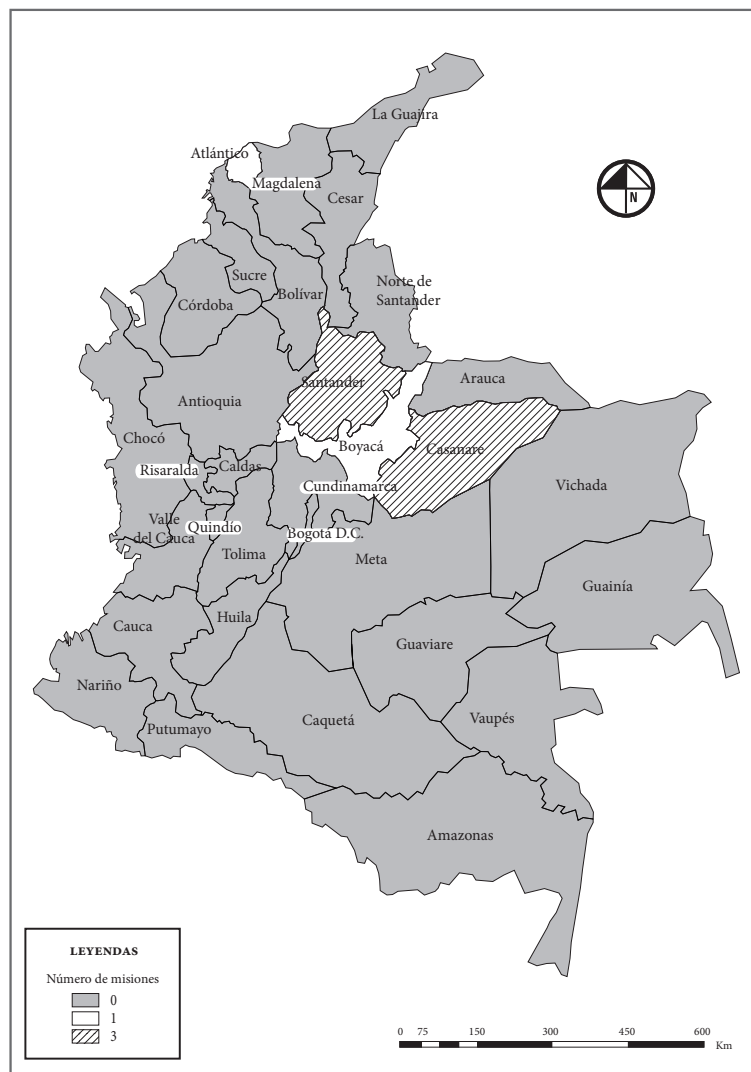 La Guajira
Atlántico
Magdalena
Cesar
N
Sucre
Bolívar
Norte de
Santander
Córdoba
Santander
Arauca
Antioquia
Chocó
Boyacá
Casanare
Risaralda
Caldas
Cundinamarca
Vichada
Valle
del Cauca
Quindío
Bogotá D.C.
Tolima
Meta
Guainía
Cauca
Huila
Guaviare
Nariño
Putumayo
Caquetá
Vaupés
Amazonas
LEYENDAS
Número de misiones
0
1
3
0 75 150 300 450 600
Km